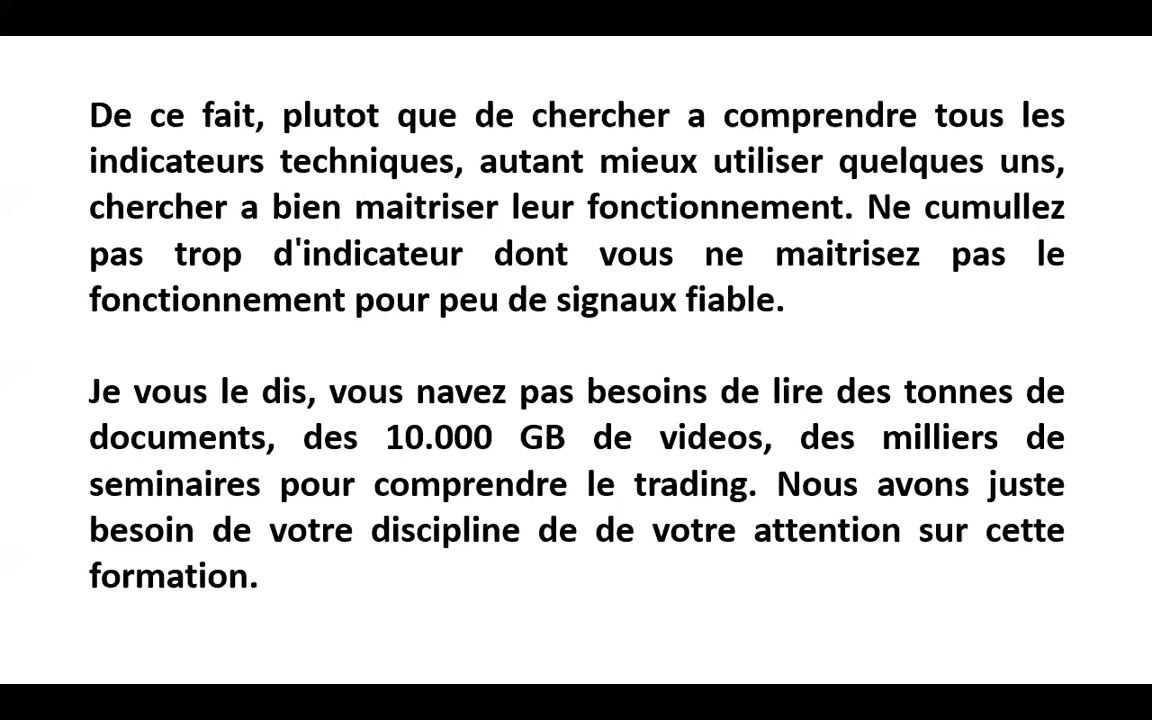 De ce fait, plutot que de chercher a comprendre tous les
indicateurs techniques, autant mieux utiliser quelques uns,
chercher a bien maitriser leur fonctionnement. Ne cumullez
pas trop d'indicateur dont vous ne maitrisez pas le
fonctionnement pour peu de signaux fiable.
Je vous le dis, vous navez pas besoins de lire des tonnes de
documents, des 10.000 GB de videos, des milliers de
seminaires pour comprendre le trading. Nous avons juste
besoin de votre discipline de de votre attention sur cette
formation.